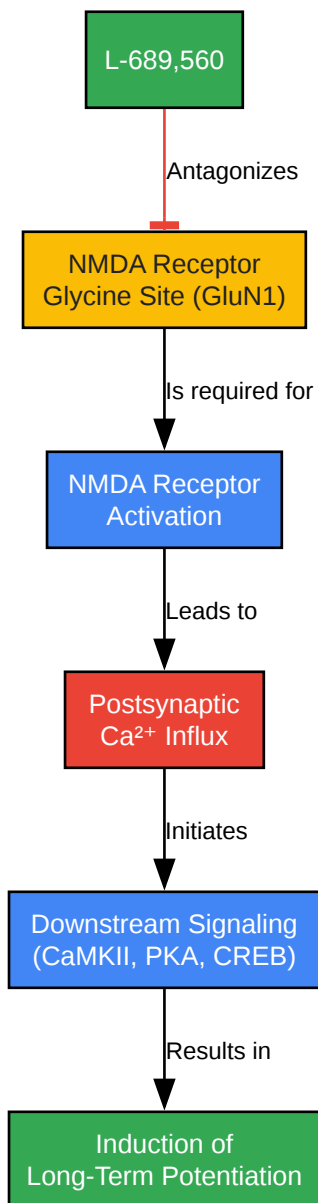 L-689,560
Antagonizes
NMDA Receptor
Glycine Site (GluN1)
Is required for
NMDA Receptor
Activation
Leads to
Postsynaptic
Ca²⁺ Influx
Initiates
Downstream Signaling
(CaMKII, PKA, CREB)
Results in
Induction of
Long-Term Potentiation